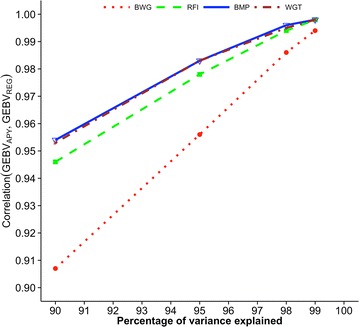 BWG RFI BMP WGT
1.00
0.99
0.98
0.97
0.96
0.95
0.94
0.93
0.92
0.91
0.90
Correlation(GEBV_APY, GEBV_REG)
90 91 92 93 94 95 96 97 98 99 100
Percentage of variance explained